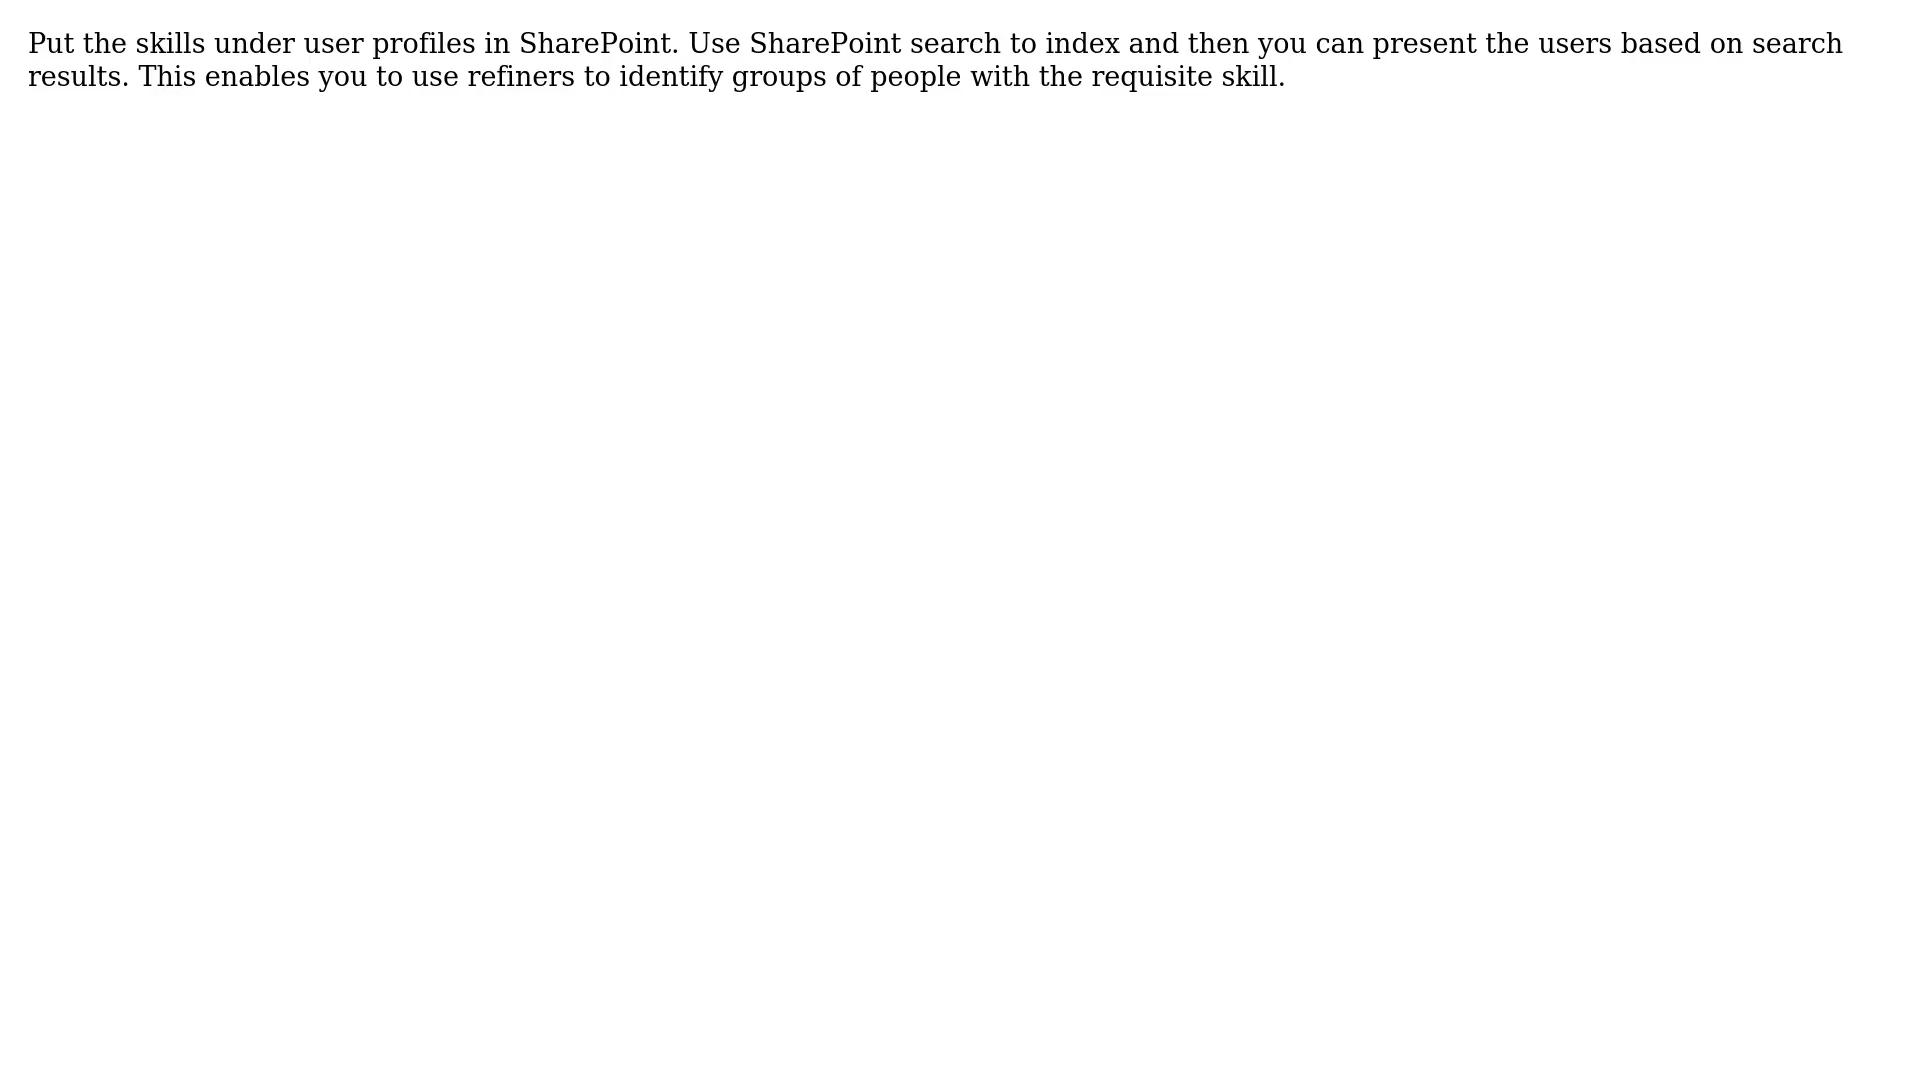 Put the skills under user profiles in SharePoint. Use SharePoint search to index and then you can present the users based on search
results. This enables you to use refiners to identify groups of people with the requisite skill.